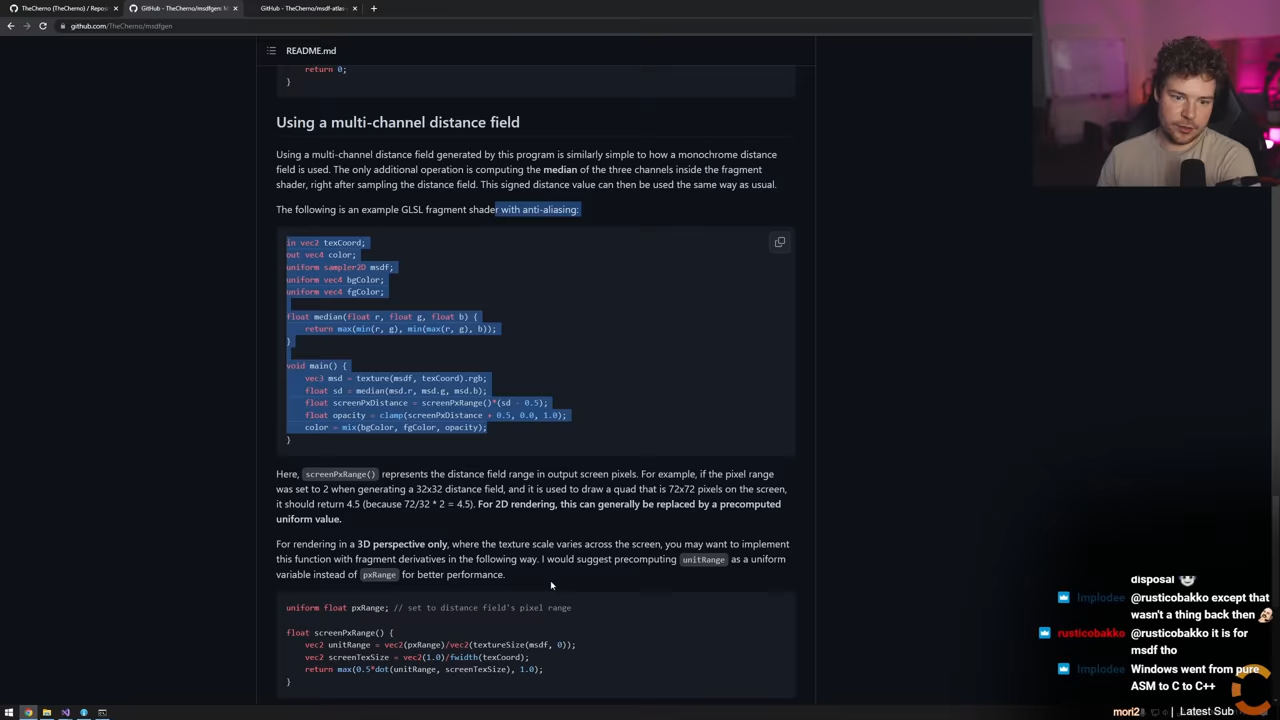 TheCherno (TheCherno) / Repos
GitHub - TheCherno/msdfgen: M
GitHub - TheCherno/msdf-atlas
github.com/TheCherno/msdfgen
README.md
return 0;
}
Using a multi-channel distance field
Using a multi-channel distance field generated by this program is similarly simple to how a monochrome distance
field is used. The only additional operation is computing the median of the three channels inside the fragment
shader, right after sampling the distance field. This signed distance value can then be used the same way as usual.
The following is an example GLSL fragment shader with anti-aliasing:
in vec2 texCoord;
out vec4 color;
uniform sampler2D msdf;
uniform vec4 bgColor;
uniform vec4 fgColor;
float median(float r, float g, float b) {
return max(min(r, g), min(max(r, g), b));
}
void main() {
vec3 msd = texture(msdf, texCoord).rgb;
float sd = median(msd.r, msd.g, msd.b);
float screenPxDistance = screenPxRange()*(sd - 0.5);
float opacity = clamp(screenPxDistance + 0.5, 0.0, 1.0);
color = mix(bgColor, fgColor, opacity);
}
Here, screenPxRange() represents the distance field range in output screen pixels. For example, if the pixel range
was set to 2 when generating a 32x32 distance field, and it is used to draw a quad that is 72x72 pixels on the screen,
it should return 4.5 (because 72/32 * 2 = 4.5). For 2D rendering, this can generally be replaced by a precomputed
uniform value.
For rendering in a 3D perspective only, where the texture scale varies across the screen, you may want to implement
this function with fragment derivatives in the following way. I would suggest precomputing unitRange as a uniform
variable instead of pxRange for better performance.
uniform float pxRange; // set to distance field's pixel range
float screenPxRange() {
vec2 unitRange = vec2(pxRange)/vec2(textureSize(msdf, 0));
vec2 screenTexSize = vec2(1.0)/fwidth(texCoord);
return max(0.5*dot(unitRange, screenTexSize), 1.0);
}
disposal
Implodee @rusticobakko except that
wasn't a thing back then
rusticobakko @rusticobakko it is for
msdf tho
Implodee Windows went from pure
ASM to C to C++
mori2
Latest Sub